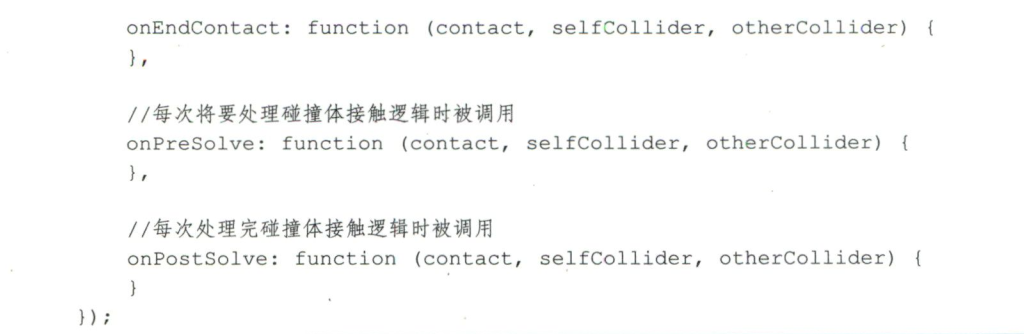 onEndContact: function (contact, selfCollider, otherCollider) {
},
//每次将要处理碰撞体接触逻辑时被调用
onPreSolve: function (contact, selfCollider, otherCollider) {
},
//每次处理完碰撞体接触逻辑时被调用
onPostSolve: function (contact, selfCollider, otherCollider) {
}
});